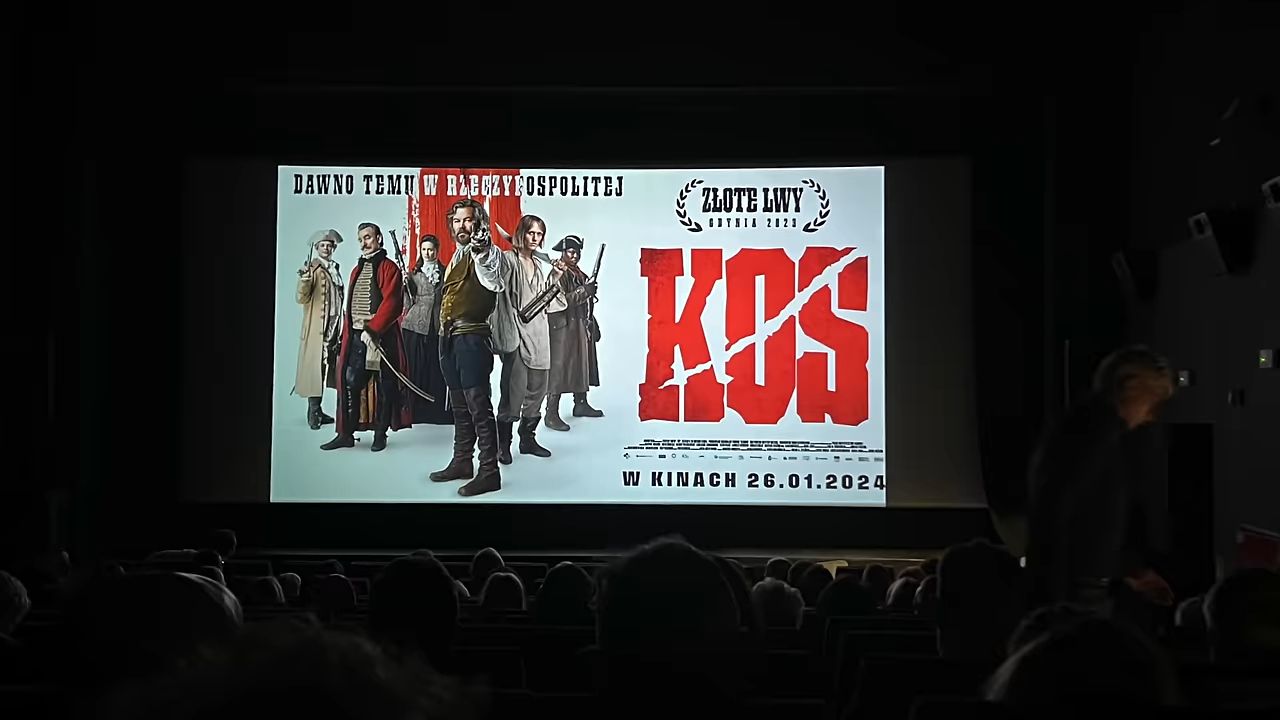 DAWNO TEMU W RZECZYPOSPOLITEJ
ZŁOTE LWY
GDYNIA 2023
KOS
W KINACH 26.01.2024